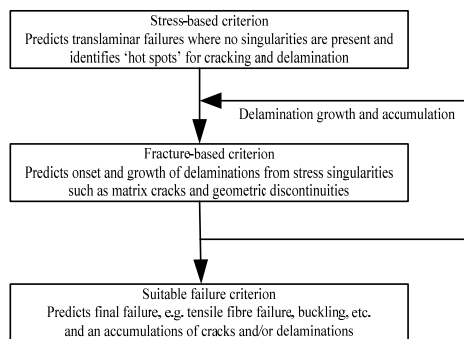 Stress-based criterion
Predicts translaminar failures where no singularities are present and
identifies ‘hot spots’ for cracking and delamination
Delamination growth and accumulation
Fracture-based criterion
Predicts onset and growth of delaminations from stress singularities
such as matrix cracks and geometric discontinuities
Suitable failure criterion
Predicts final failure, e.g. tensile fibre failure, buckling, etc.
and an accumulations of cracks and/or delaminations